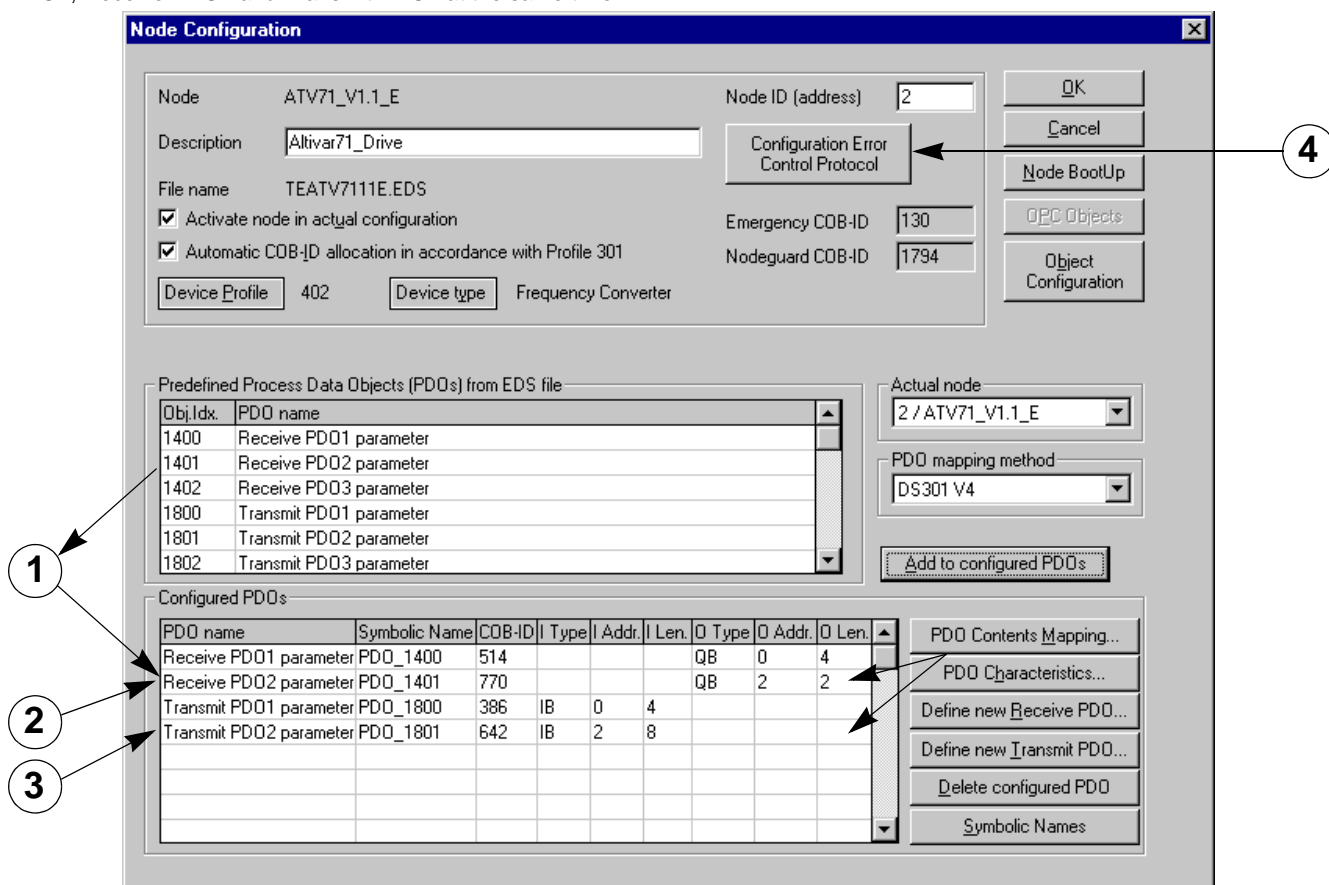 Node Configuration
Node ATV71_V1.1_E
Node ID (address) 2
OK
Description Altivar71_Drive
Configuration Error
Control Protocol
Cancel
4
Node BootUp
File name TEATV7111E.EDS
Activate node in actual configuration
Emergency COB-ID 130
OPC Objects
Automatic COB-ID allocation in accordance with Profile 301
Nodeguard COB-ID 1794
Object
Configuration
Device Profile 402 Device type Frequency Converter
Predefined Process Data Objects (PDOs) from EDS file
Obj.Idx. PDO name
1400 Receive PDO1 parameter
1401 Receive PDO2 parameter
1402 Receive PDO3 parameter
1800 Transmit PDO1 parameter
1801 Transmit PDO2 parameter
1802 Transmit PDO3 parameter
Actual node
2 / ATV71_V1.1_E
PDO mapping method
DS301 V4
1
Add to configured PDOs
Configured PDOs
PDO name Symbolic Name COB-ID I Type I Addr. I Len. O Type O Addr. O Len.
Receive PDO1 parameter PDO_1400 514 QB 0 4
Receive PDO2 parameter PDO_1401 770 QB 2 2
Transmit PDO1 parameter PDO_1800 386 IB 0 4
Transmit PDO2 parameter PDO_1801 642 IB 2 8
2
3
PDO Contents Mapping...
PDO Characteristics...
Define new Receive PDO...
Define new Transmit PDO...
Delete configured PDO
Symbolic Names